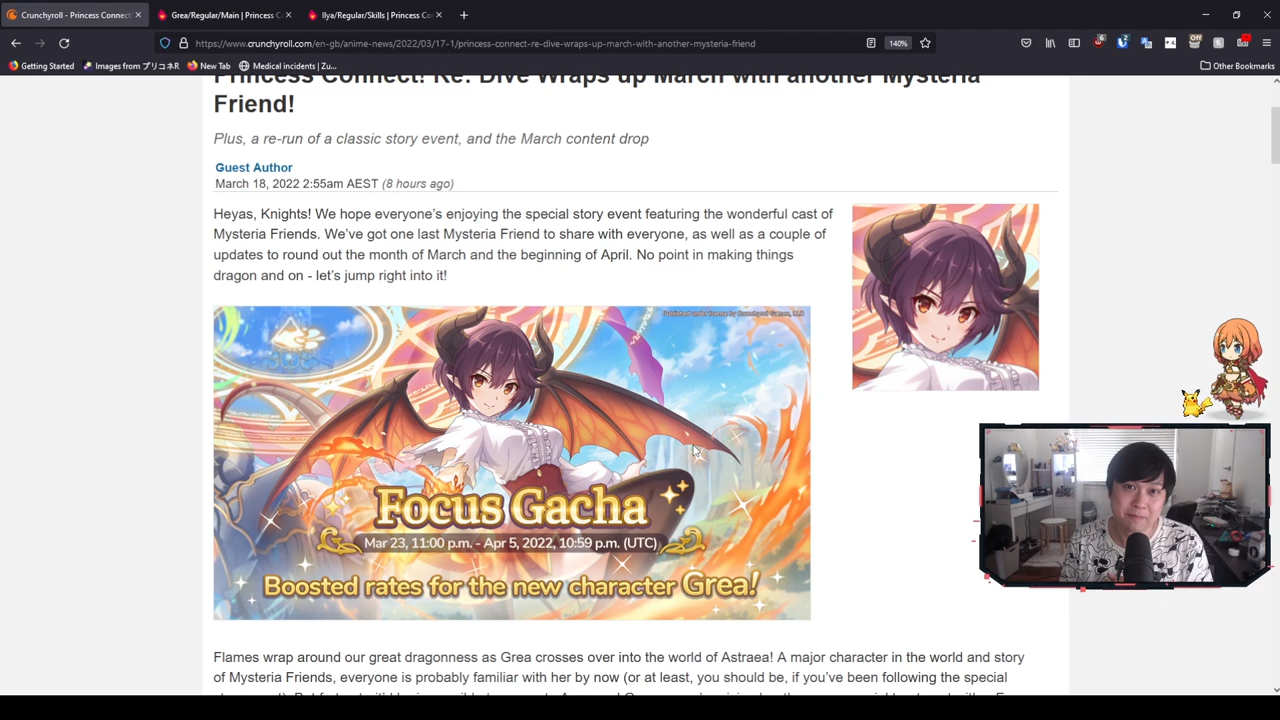 Crunchyroll - Princess Connect!
Grea/Regular/Main | Princess C
Ilya/Regular/Skills | Princess Co
https://www.crunchyroll.com/en-gb/anime-news/2022/03/17-1/princess-connect-re-dive-wraps-up-march-with-another-mysteria-friend
140%
Off
Getting Started
Images from プリコネR
New Tab
Medical incidents | Zu...
Other Bookmarks
Princess Connect! Re: Dive Wraps up March with another Mysteria
Friend!
Plus, a re-run of a classic story event, and the March content drop
Guest Author
March 18, 2022 2:55am AEST (8 hours ago)
Heyas, Knights! We hope everyone's enjoying the special story event featuring the wonderful cast of
Mysteria Friends. We've got one last Mysteria Friend to share with everyone, as well as a couple of
updates to round out the month of March and the beginning of April. No point in making things
dragon and on - let's jump right into it!
Published under license by Crunchyroll Games, LLC
Focus Gacha
Mar 23, 11:00 p.m. - Apr 5, 2022, 10:59 p.m. (UTC)
Boosted rates for the new character Grea!
Flames wrap around our great dragonness as Grea crosses over into the world of Astraea! A major character in the world and story
of Mysteria Friends, everyone is probably familiar with her by now (or at least, you should be, if you've been following the special